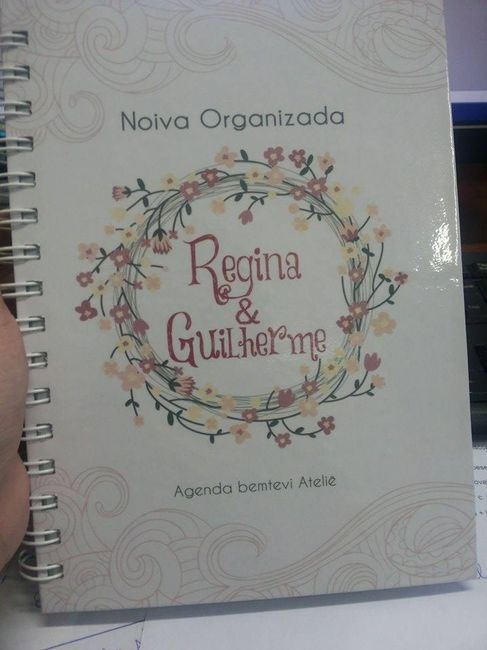 Noiva Organizada
Regina
&
Guilherme
Agenda bemtevi Ateliê